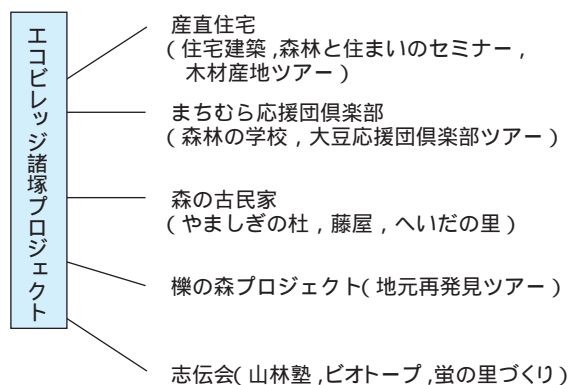 エコビレッジ諸塚プロジェクト
産直住宅
(住宅建築,森林と住まいのセミナー,
木材産地ツアー)
まちむら応援団倶楽部
(森林の学校,大豆応援団倶楽部ツアー)
森の古民家
(やましぎの杜,藤屋,へいだの里)
櫟の森プロジェクト(地元再発見ツアー)
志伝会(山林塾,ビオトープ,蛍の里づくり)